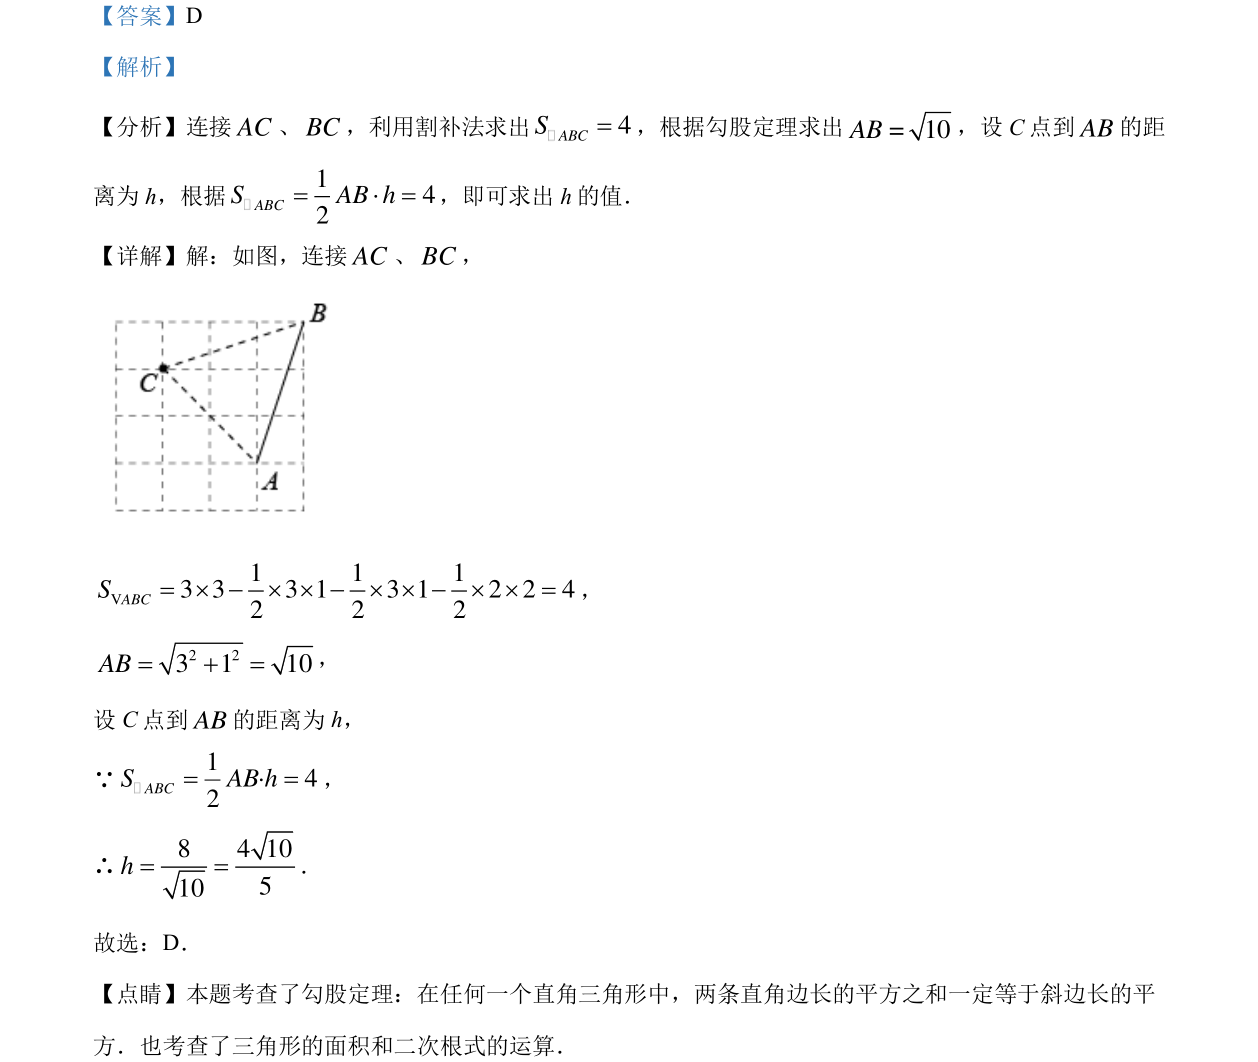 【答案】D
【解析】
【分析】连接 AC 、 BC ，利用割补法求出 S□ABC = 4 ，根据勾股定理求出 AB = √10 ，设 C 点到 AB 的距
离为 h，根据 S□ABC = 1/2 AB · h = 4 ，即可求出 h 的值．
【详解】解：如图，连接 AC 、 BC ，
B
C
A
S∨ABC = 3×3 − 1/2 ×3×1 − 1/2 ×3×1 − 1/2 × 2 × 2 = 4 ，
AB = √(3² + 1²) = √10 ，
设 C 点到 AB 的距离为 h，
∵ S□ABC = 1/2 AB·h = 4 ，
∴ h = 8/√10 = 4√10/5 ．
故选：D．
【点睛】本题考查了勾股定理：在任何一个直角三角形中，两条直角边长的平方之和一定等于斜边长的平
方．也考查了三角形的面积和二次根式的运算．